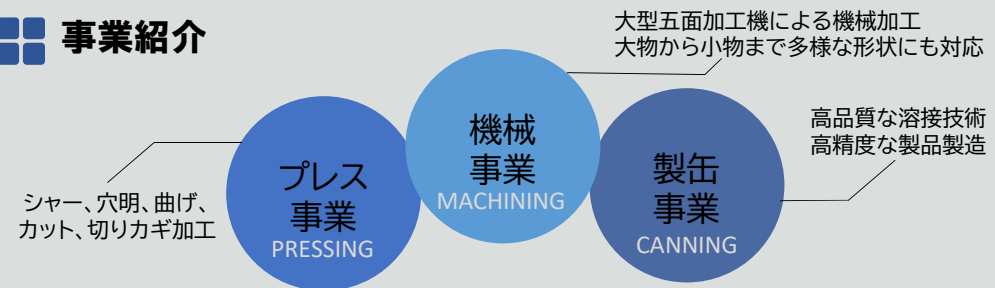 事業紹介
大型五面加工機による機械加工
大物から小物まで多様な形状にも対応
高品質な溶接技術
高精度な製品製造
シャー、穴明、曲げ、
カット、切りカギ加工
プレス
事業
PRESSING
機械
事業
MACHINING
製缶
事業
CANNING